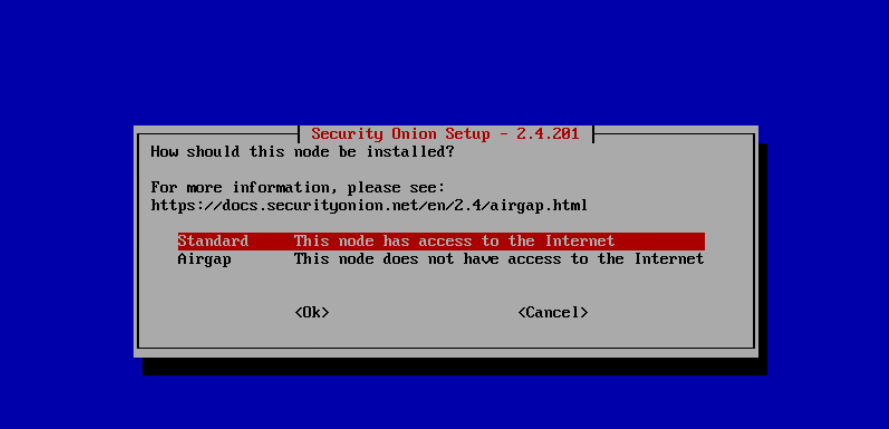 Security Onion Setup - 2.4.201
How should this node be installed?
For more information, please see:
https://docs.securityonion.net/en/2.4/airgap.html
Standard This node has access to the Internet
Airgap This node does not have access to the Internet
<Ok> <Cancel>